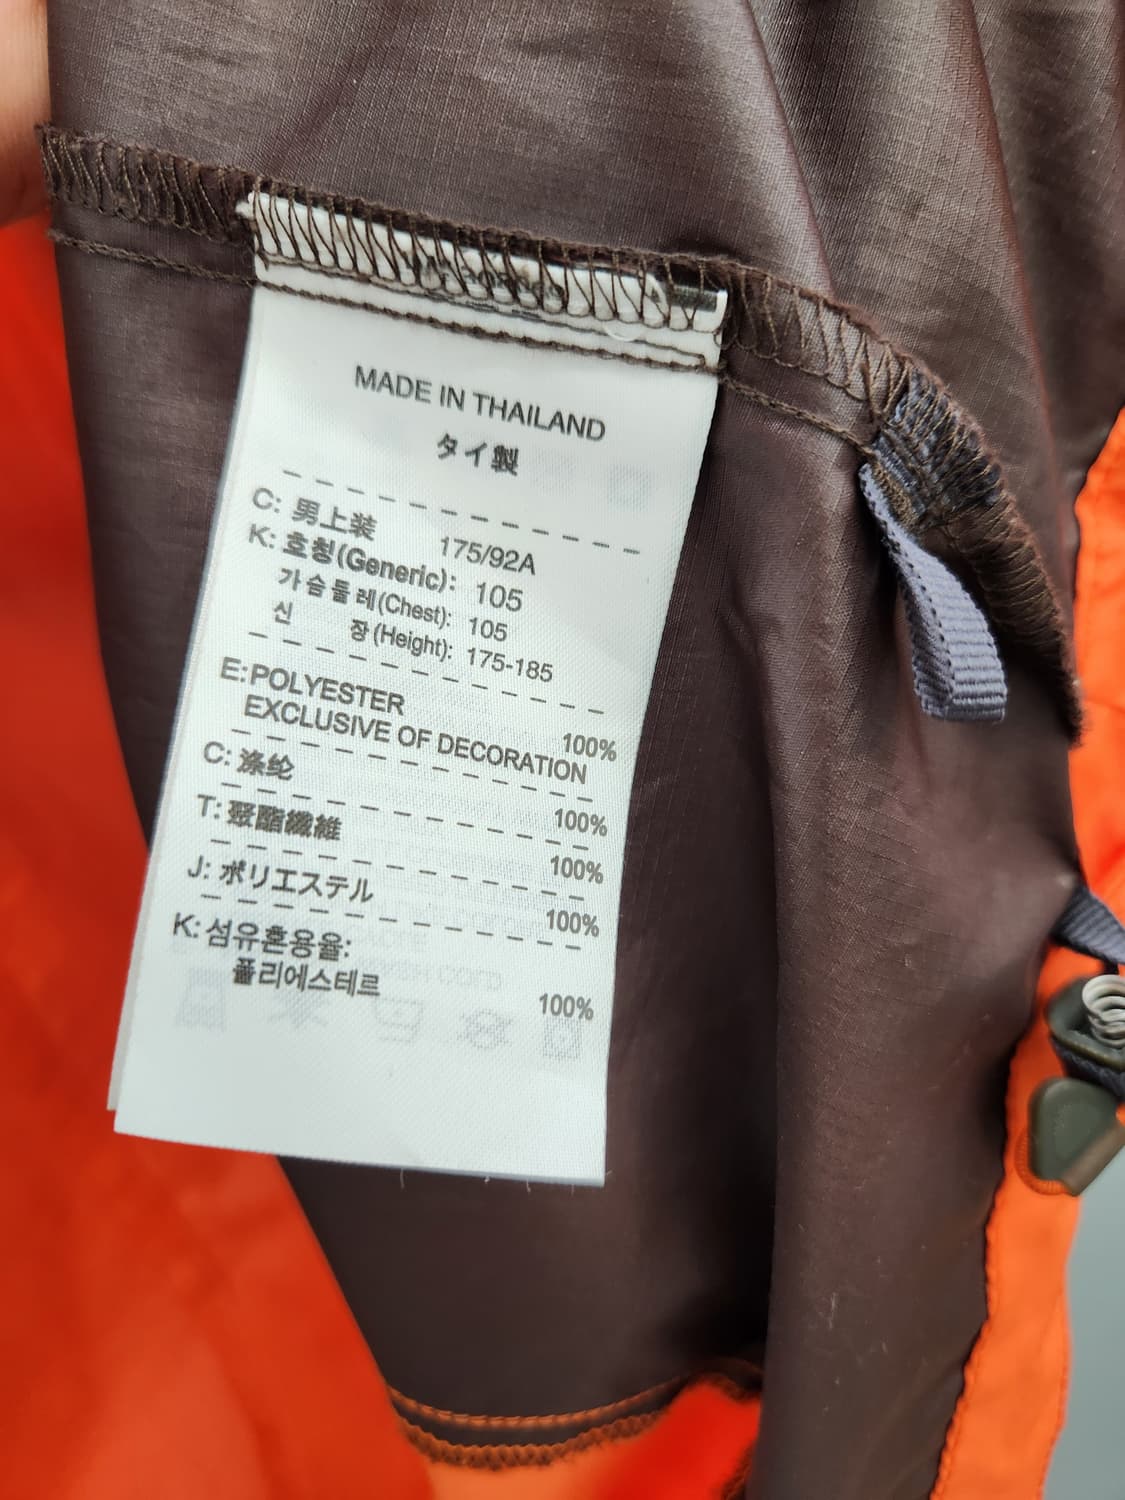 MADE IN THAILAND
タイ製
C: 男上装 175/92A
K: 호칭(Generic): 105
가슴둘레(Chest): 105
신 장(Height): 175-185
E:POLYESTER 100%
EXCLUSIVE OF DECORATION
C: 涤纶 100%
T: 聚酯纖維 100%
J: ポリエステル 100%
K: 섬유혼용율:
폴리에스테르 100%